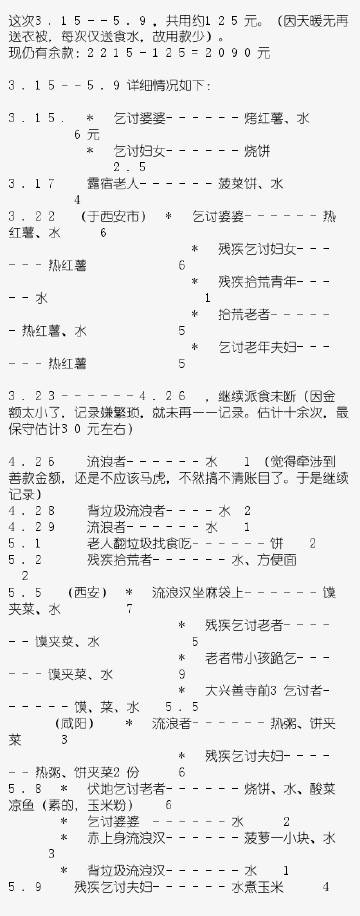 这次3.15--5.9，共用约125元。（因天暖无再
送衣被，每次仅送食水，故用款少）。
现仍有余款：2215-125=2090元
3.15--5.9详细情况如下：
3.15. * 乞讨婆婆------烤红薯、水
6元
* 乞讨妇女------烧饼
2.5
3.17 露宿老人------菠菜饼、水
4
3.22 （于西安市） * 乞讨婆婆------热
红薯、水 6
* 残疾乞讨妇女---
---热红薯 6
* 残疾拾荒青年----
--水 1
* 拾荒老者-----
-热红薯、水 5
* 乞讨老年夫妇---
---热红薯 5
3.23------4.26 ，继续派食未断（因金
额太小了，记录嫌繁琐，就未再一一记录。估计十余次，最
保守估计30元左右）
4.26 流浪者------水 1 （觉得牵涉到
善款金额，还是不应该马虎，不然搞不清账目了。于是继续
记录）
4.28 背垃圾流浪者----水 2
4.29 流浪者------水 1
5.1 老人翻垃圾找食吃------饼 2
5.2 残疾拾荒者------水、方便面
2
5.5 （西安） * 流浪汉坐麻袋上------馍
夹菜、水 7
* 残疾乞讨老者----
--馍夹菜、水 5
* 老者带小孩跪乞---
---馍夹菜、水 9
* 大兴善寺前3乞讨者-
-----馍、菜、水 5.5
（咸阳） * 流浪者------热粥、饼夹
菜 3
* 残疾乞讨夫妇----
--热粥、饼夹菜2份 6
5.8 * 伏地乞讨老者------烧饼、水、酸菜
凉鱼（素的，玉米粉） 6
* 乞讨婆婆 ------水 2
* 赤上身流浪汉------菠萝一小块、水
3
* 背垃圾流浪汉------水 1
5.9 残疾乞讨夫妇------水煮玉米 4